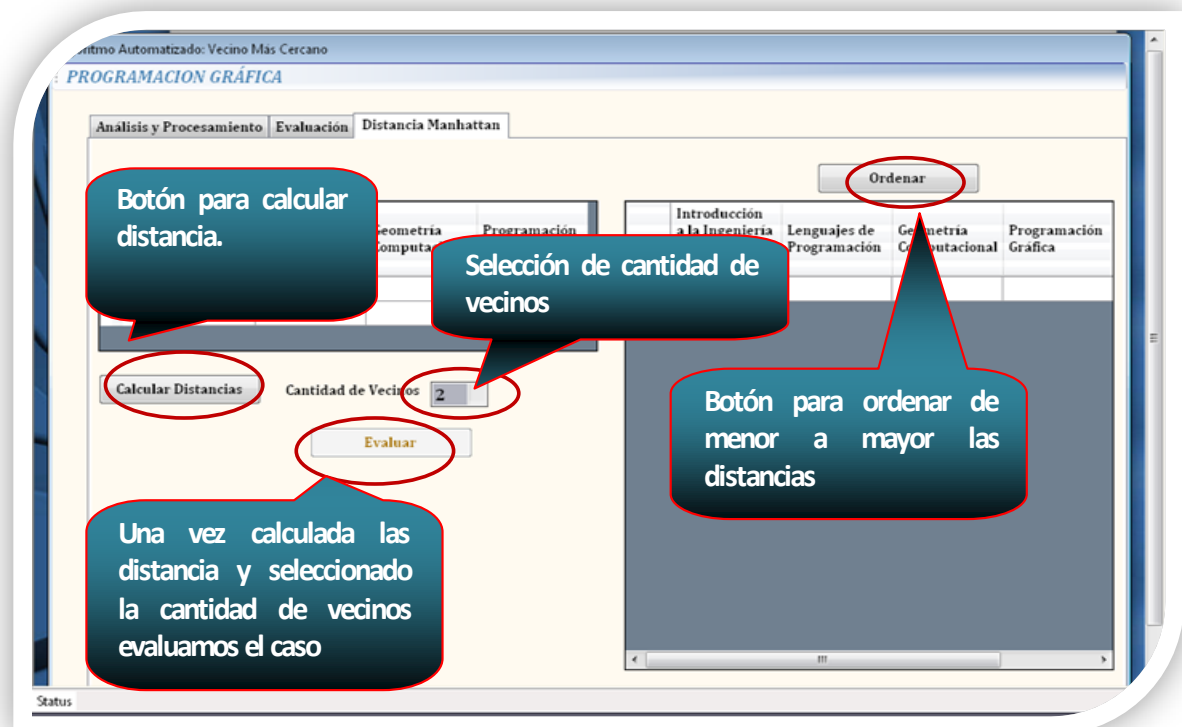 itmo Automatizado: Vecino Más Cercano
PROGRAMACION GRÁFICA
Análisis y Procesamiento Evaluación Distancia Manhattan
Botón para calcular
distancia.
Geometría Programación
Selección de cantidad de
vecinos
Calcular Distancias Cantidad de Vecinos 2
Evaluar
Una vez calculada las
distancia y seleccionado
la cantidad de vecinos
evaluamos el caso
Ordenar
Introducción
a la Ingeniería Lenguajes de Geometría Programación
Programación Computacional Gráfica
Botón para ordenar de
menor a mayor las
distancias
Status